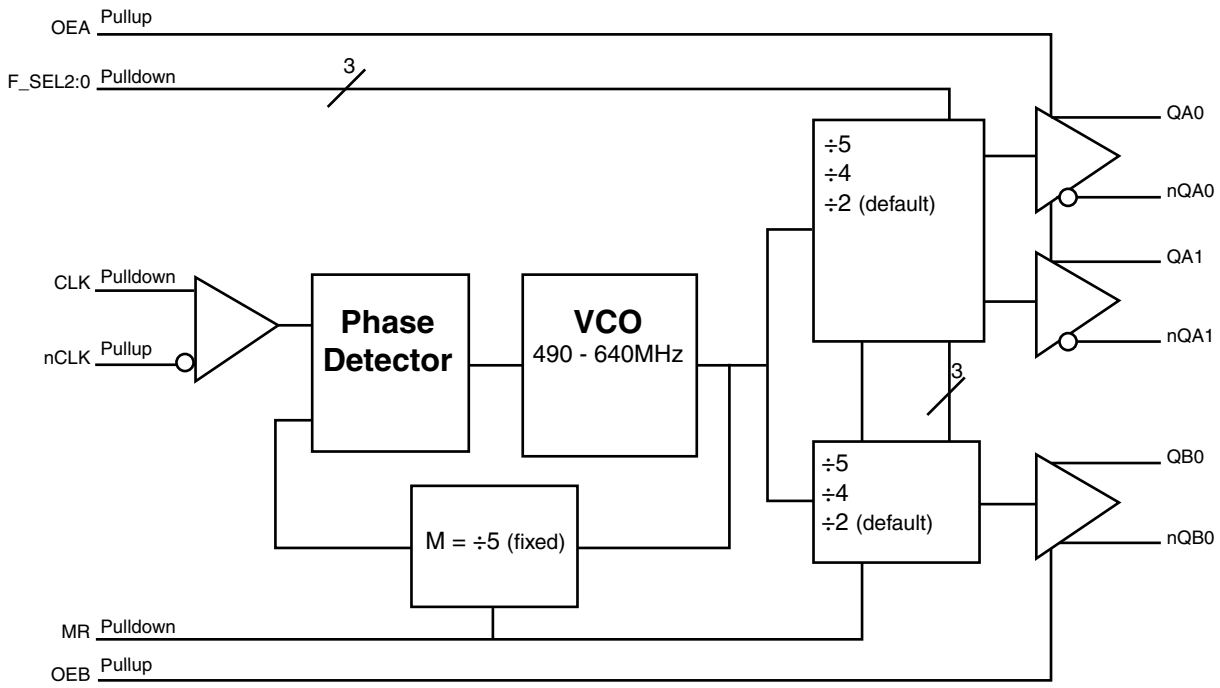 OEA Pullup
F_SEL2:0 Pulldown
3
QA0
÷5
÷4
÷2 (default)
nQA0
QA1
CLK Pulldown
Phase
Detector
VCO
490 - 640MHz
nCLK Pullup
nQA1
3
÷5
÷4
÷2 (default)
QB0
M = ÷5 (fixed)
nQB0
MR Pulldown
OEB Pullup